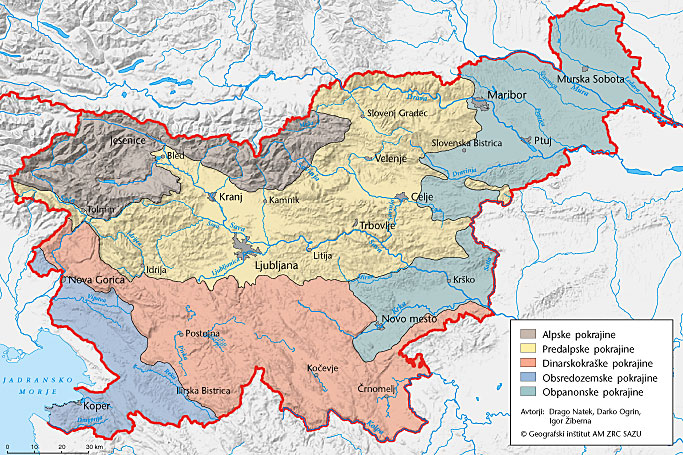 Murska Sobota
Mura
Drava
Maribor
Slovenj Gradec
Jesenice
Ptuj
Slovenska Bistrica
Bled
Velenje
Dravinja
Kranj
Kamnik
Celje
Tolmin
Sava
Trbovlje
Idrija
Ljubljanica
Ljubljana
Litija
Nova Gorica
Krško
Vipava
Krka
Novo mesto
Postojna
Kočevje
JADRANSKO
MORJE
Ilirska Bistrica
Črnomelj
Koper
Dragonja
Kolpa
0 10 20 30 km
Alpske pokrajine
Predalpske pokrajine
Dinarskokraške pokrajine
Obsredozemske pokrajine
Obpanonske pokrajine
Avtorji: Drago Natek, Darko Ogrin,
Igor Žiberna
© Geografski inštitut AM ZRC SAZU